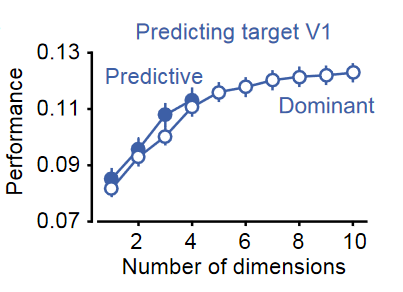 Predicting target V1
0.13
Predictive
0.11
Dominant
0.09
0.07
Performance
2 4 6 8 10
Number of dimensions